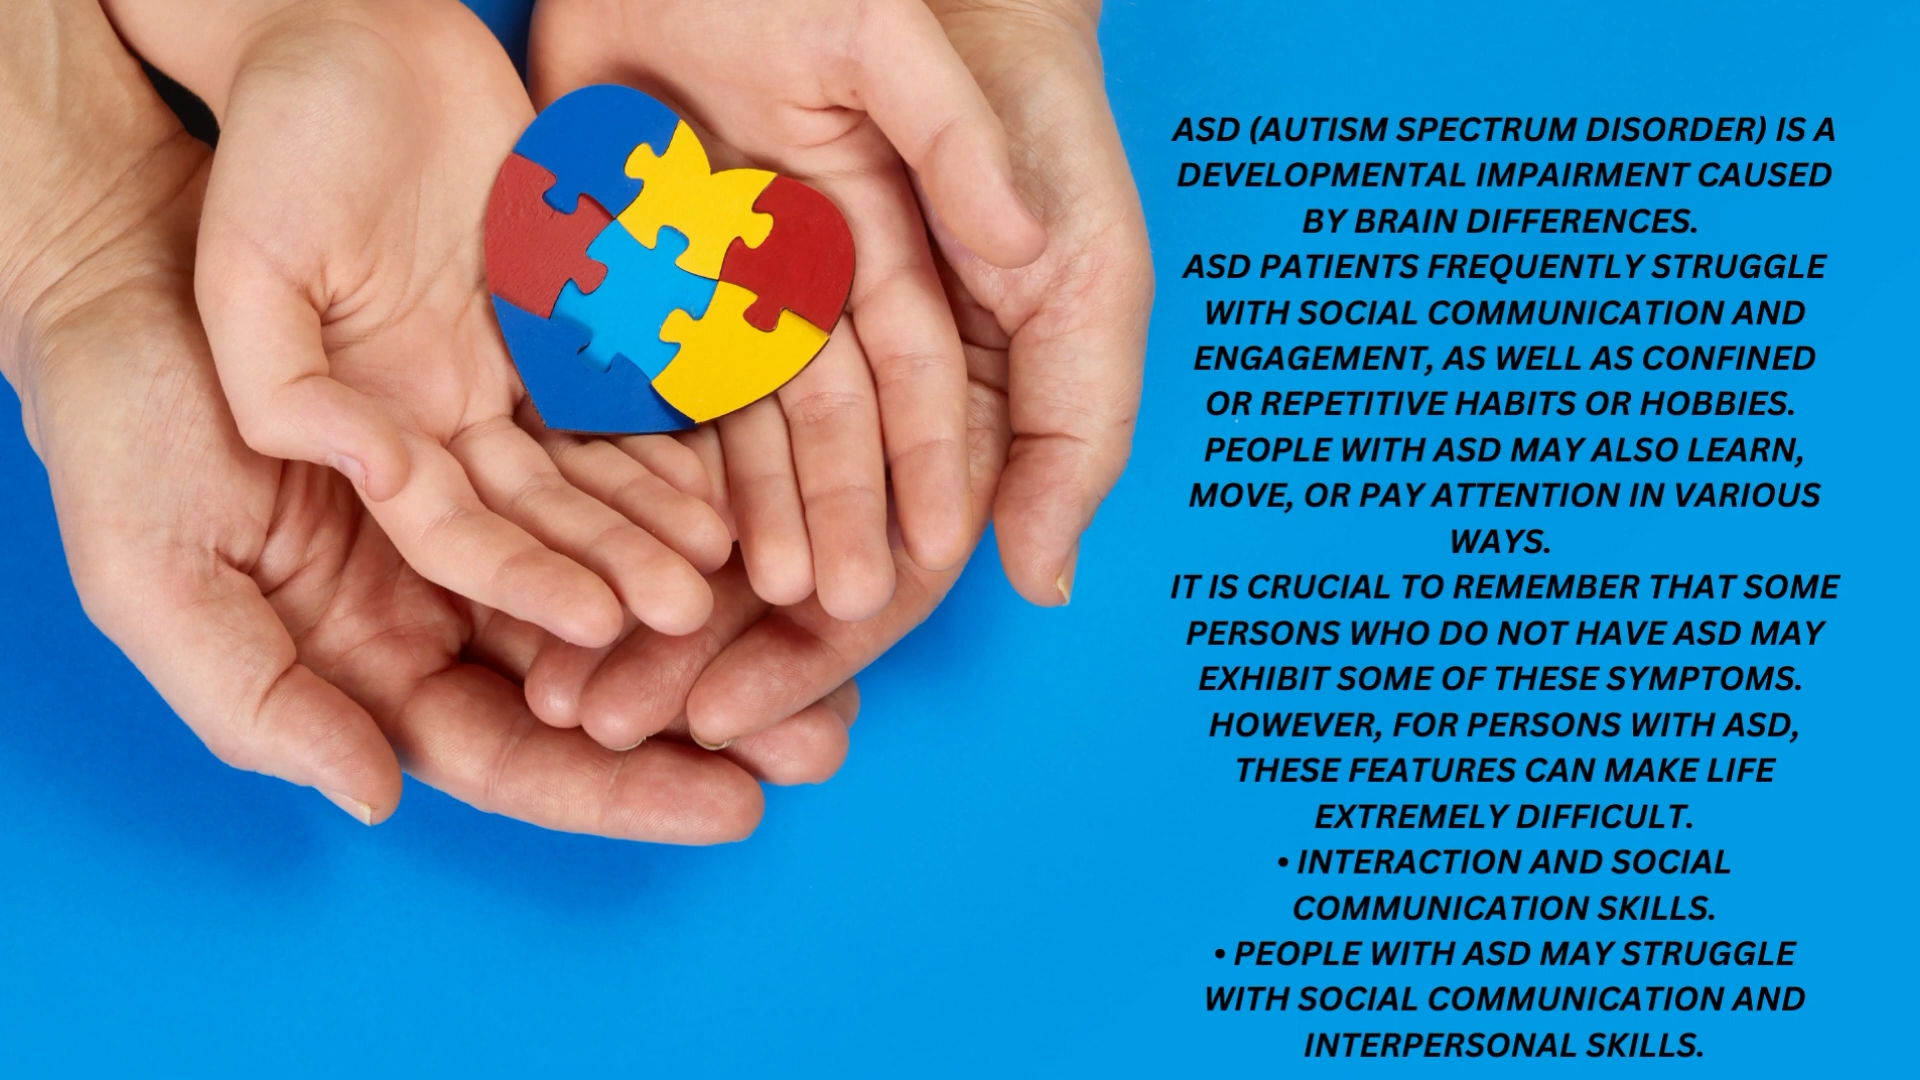 ASD (AUTISM SPECTRUM DISORDER) IS A
DEVELOPMENTAL IMPAIRMENT CAUSED
BY BRAIN DIFFERENCES.
ASD PATIENTS FREQUENTLY STRUGGLE
WITH SOCIAL COMMUNICATION AND
ENGAGEMENT, AS WELL AS CONFINED
OR REPETITIVE HABITS OR HOBBIES.
PEOPLE WITH ASD MAY ALSO LEARN,
MOVE, OR PAY ATTENTION IN VARIOUS
WAYS.
IT IS CRUCIAL TO REMEMBER THAT SOME
PERSONS WHO DO NOT HAVE ASD MAY
EXHIBIT SOME OF THESE SYMPTOMS.
HOWEVER, FOR PERSONS WITH ASD,
THESE FEATURES CAN MAKE LIFE
EXTREMELY DIFFICULT.
• INTERACTION AND SOCIAL
COMMUNICATION SKILLS.
• PEOPLE WITH ASD MAY STRUGGLE
WITH SOCIAL COMMUNICATION AND
INTERPERSONAL SKILLS.